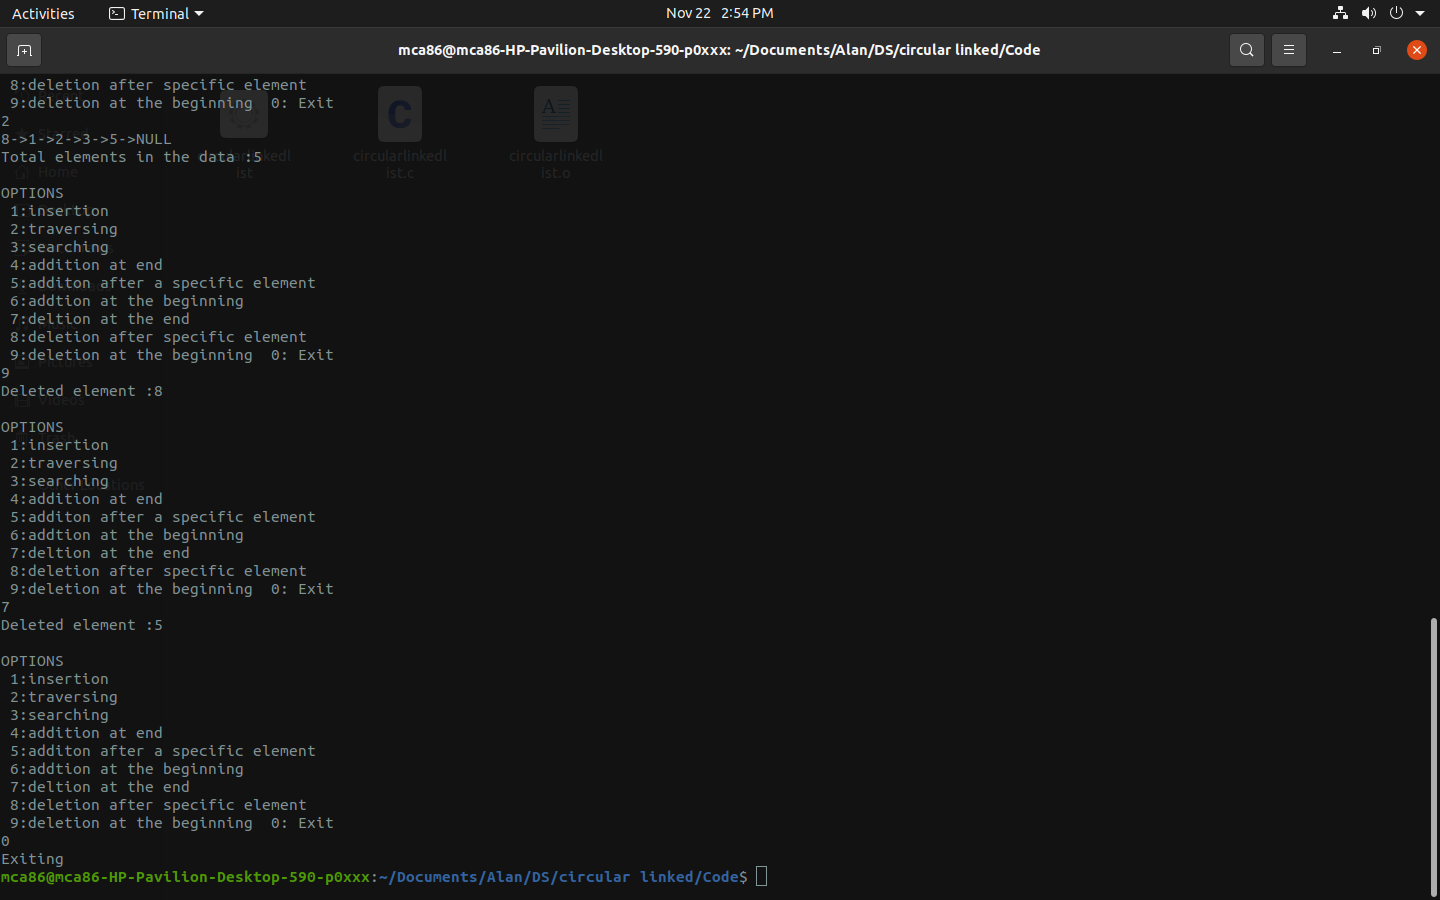 Activities Terminal Nov 22 2:54 PM
mca86@mca86-HP-Pavilion-Desktop-590-p0xxx: ~/Documents/Alan/DS/circular linked/Code
8:deletion after specific element
9:deletion at the beginning  0: Exit
2
8->1->2->3->5->NULL
Total elements in the data :5
circularlinkedl
ist
circularlinkedl
ist.c
circularlinkedl
ist.o
Home
OPTIONS
1:insertion
2:traversing
3:searching
4:addition at end
5:additon after a specific element
6:addtion at the beginning
7:deltion at the end
8:deletion after specific element
9:deletion at the beginning  0: Exit
Pictures
9
Deleted element :8
Videos
OPTIONS
1:insertion
2:traversing
3:searching
4:addition at end
5:additon after a specific element
6:addtion at the beginning
7:deltion at the end
8:deletion after specific element
9:deletion at the beginning  0: Exit
7
Deleted element :5
OPTIONS
1:insertion
2:traversing
3:searching
4:addition at end
5:additon after a specific element
6:addtion at the beginning
7:deltion at the end
8:deletion after specific element
9:deletion at the beginning  0: Exit
0
Exiting
mca86@mca86-HP-Pavilion-Desktop-590-p0xxx:~/Documents/Alan/DS/circular linked/Code$